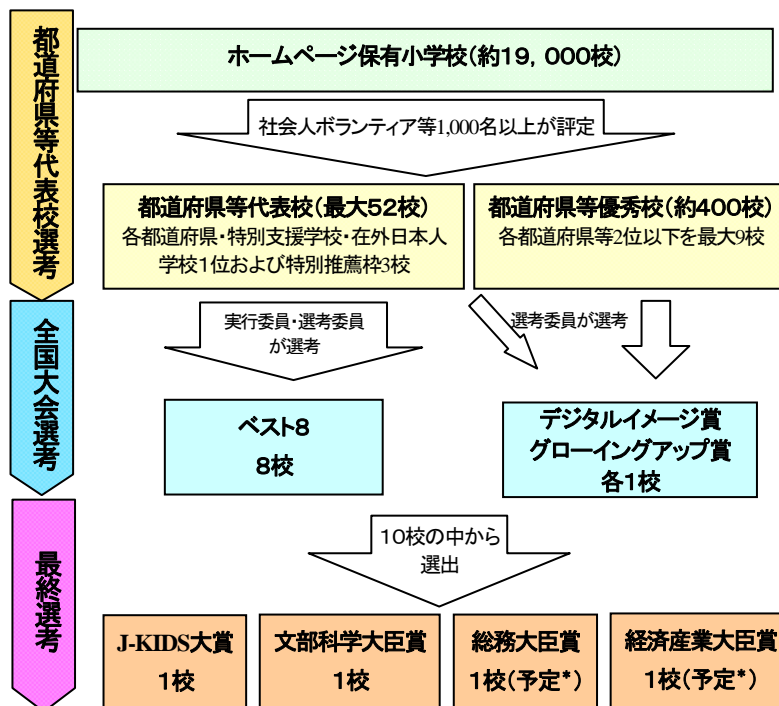 都道府県等代表校選考
ホームページ保有小学校(約19,000校)
社会人ボランティア等1,000名以上が評定
都道府県等代表校(最大52校)
各都道府県・特別支援学校・在外日本人
学校1位および特別推薦枠3校
都道府県等優秀校(約400校)
各都道府県等2位以下を最大9校
全国大会選考
実行委員・選考委員
が選考
選考委員が選考
ベスト8
8校
デジタルイメージ賞
グローイングアップ賞
各1校
最終選考
10校の中から
選出
J-KIDS大賞
1校
文部科学大臣賞
1校
総務大臣賞
1校(予定*)
経済産業大臣賞
1校(予定*)